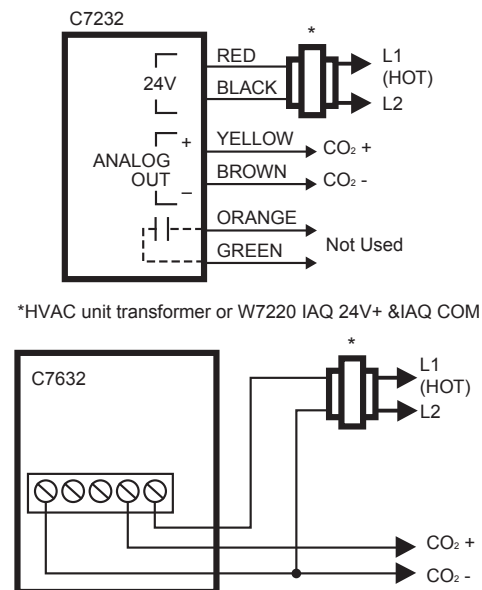 C7232
*
RED
L1
(HOT)
24V
BLACK
L2
+
YELLOW
CO₂ +
ANALOG
OUT
BROWN
CO₂ -
–
ORANGE
GREEN
Not Used
*HVAC unit transformer or W7220 IAQ 24V+ &IAQ COM
*
C7632
L1
(HOT)
L2
CO₂ +
CO₂ -